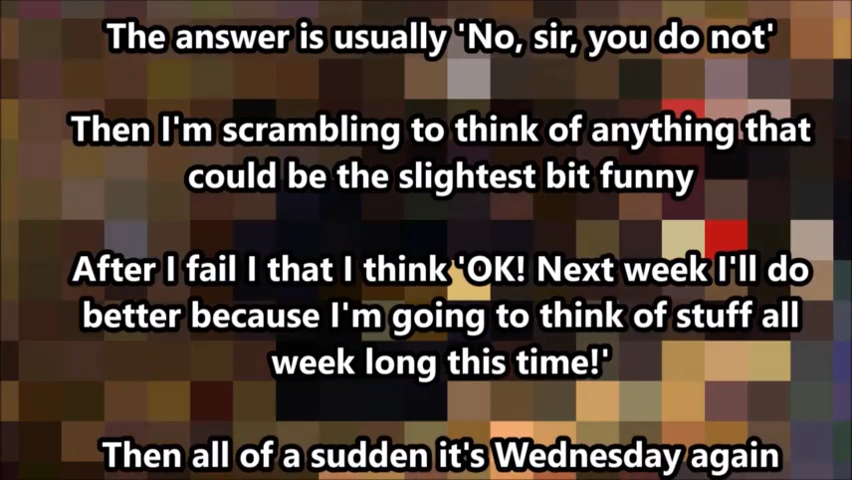 The answer is usually 'No, sir, you do not'
Then I'm scrambling to think of anything that
could be the slightest bit funny
After I fail I that I think 'OK! Next week I'll do
better because I'm going to think of stuff all
week long this time!'
Then all of a sudden it's Wednesday again